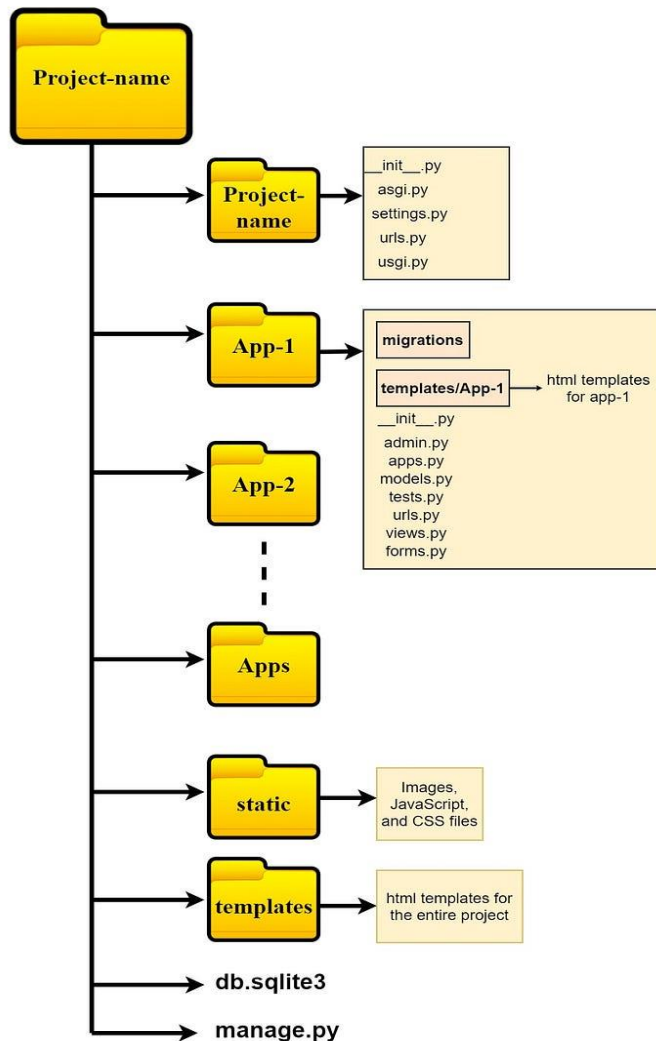 Project-name
Project-
name
__init__.py
asgi.py
settings.py
urls.py
usgi.py
App-1
migrations
templates/App-1
html templates
for app-1
__init__.py
admin.py
apps.py
models.py
tests.py
urls.py
views.py
forms.py
App-2
Apps
static
Images,
JavaScript,
and CSS files
templates
html templates for
the entire project
db.sqlite3
manage.py